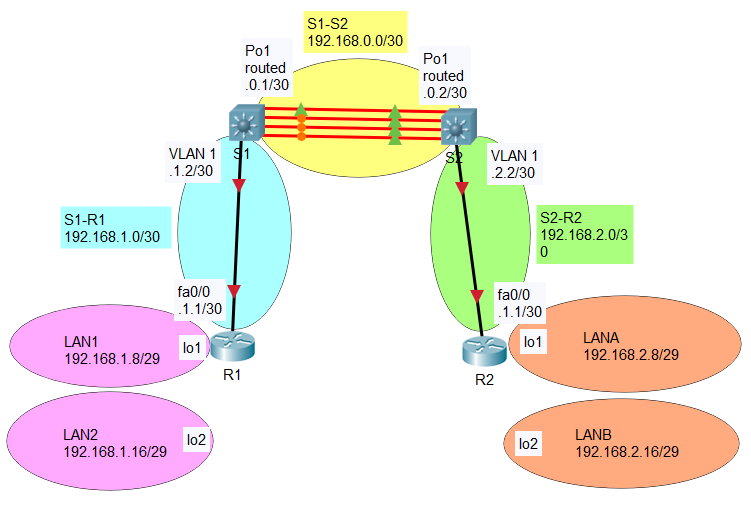 S1-S2
192.168.0.0/30
Po1
routed
.0.1/30
Po1
routed
.0.2/30
S1
S2
VLAN 1
.1.2/30
VLAN 1
.2.2/30
S1-R1
192.168.1.0/30
S2-R2
192.168.2.0/3
0
fa0/0
.1.1/30
fa0/0
.1.1/30
LAN1
192.168.1.8/29
lo1
R1
lo1
LANA
192.168.2.8/29
R2
LAN2
192.168.1.16/29
lo2
lo2
LANB
192.168.2.16/29